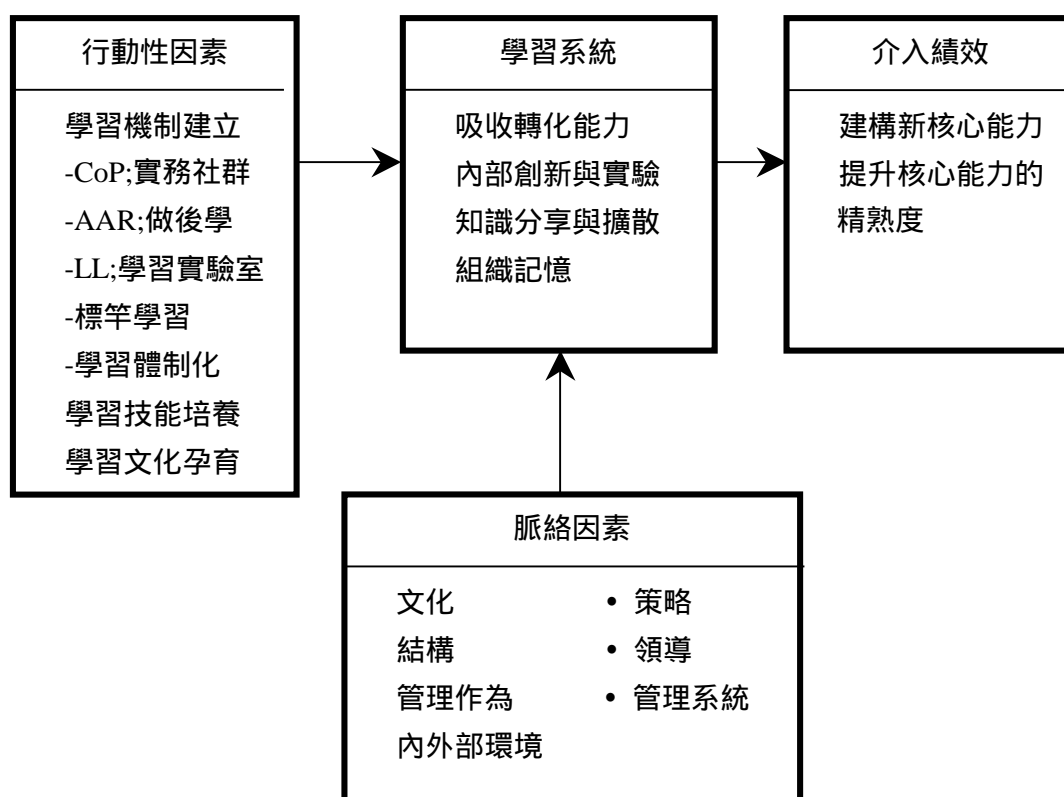 行動性因素
學習機制建立
-CoP;實務社群
-AAR;做後學
-LL;學習實驗室
-標竿學習
-學習體制化
學習技能培養
學習文化孕育
學習系統
吸收轉化能力
內部創新與實驗
知識分享與擴散
組織記憶
介入績效
建構新核心能力
提升核心能力的
精熟度
脈絡因素
文化
結構
管理作為
內外部環境
• 策略
• 領導
• 管理系統